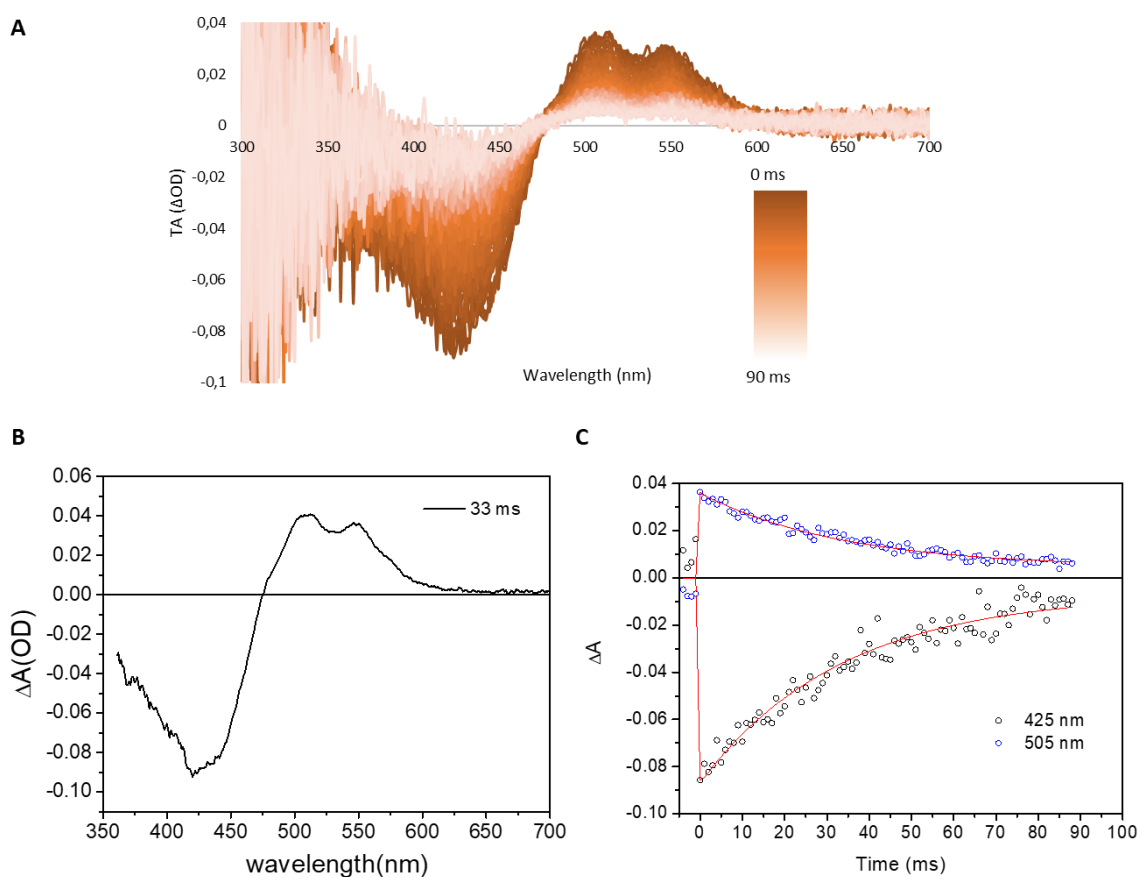 A
0,04
0,02
0
-0,02
-0,04
-0,06
-0,08
-0,1
TA (ΔOD)
300 350 400 450 500 550 600 650 700
0 ms
90 ms
Wavelength (nm)
B
0.06
0.04
0.02
0.00
-0.02
-0.04
-0.06
-0.08
-0.10
ΔA(OD)
33 ms
350 400 450 500 550 600 650 700
wavelength(nm)
C
0.04
0.02
0.00
-0.02
-0.04
-0.06
-0.08
-0.10
ΔA
425 nm
505 nm
0 10 20 30 40 50 60 70 80 90 100
Time (ms)